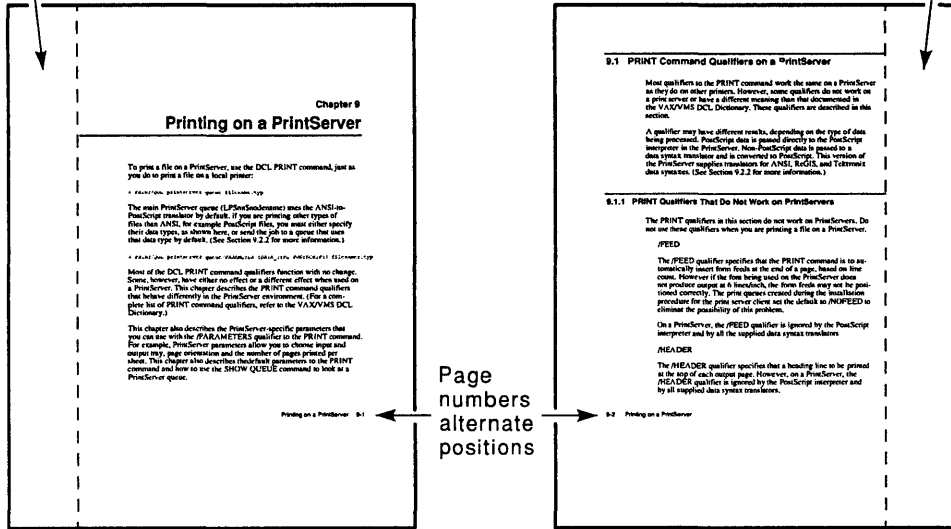 Chapter 9
Printing on a PrintServer
To print a file on a PrintServer, use the DCL PRINT command, just as
you do to print a file on a local printer:
The main PrintServer queue (LPSnn$nodename) uses the ANSI-to-
PostScript translator by default. If you are printing other types of
files than ANSI, for example PostScript files, you must either specify
their data types, as shown here, or send the job to a queue that uses
that data type by default. (See Section 9.2.2 for more information.)
Most of the DCL PRINT command qualifiers function with no change.
Some, however, have either no effect or a different effect when used on
a PrintServer. This chapter describes the PRINT command qualifiers
that behave differently in the PrintServer environment. (For a com-
plete list of PRINT command qualifiers, refer to the VAX/VMS DCL
Dictionary.)
This chapter also describes the PrintServer-specific parameters that
you can use with the /PARAMETERS qualifier to the PRINT command.
For example, PrintServer parameters allow you to choose input and
output tray, page orientation and the number of pages printed per
sheet. This chapter also describes thedefault parameters to the PRINT
command and how to use the SHOW QUEUE command to look at a
PrintServer queue.
Printing on a PrintServer 9-1
Page
numbers
alternate
positions
9.1 PRINT Command Qualifiers on a PrintServer
Most qualifiers to the PRINT command work the same on a PrintServer
as they do on other printers. However, some qualifiers do not work on
a print server or have a different meaning than that documented in
the VAX/VMS DCL Dictionary. These qualifiers are described in this
section.
A qualifier may have different results, depending on the type of data
being processed. PostScript data is passed directly to the PostScript
interpreter in the PrintServer. Non-PostScript data is passed to a
data syntax translator and is converted to PostScript. This version of
the PrintServer supplies translators for ANSI, ReGIS, and Tektronix
data syntaxes. (See Section 9.2.2 for more information.)
9.1.1 PRINT Qualifiers That Do Not Work on PrintServers
The PRINT qualifiers in this section do not work on PrintServers. Do
not use these qualifiers when you are printing a file on a PrintServer.
/FEED
The /FEED qualifier specifies that the PRINT command is to au-
tomatically insert form feeds at the end of a page, based on line
count. However if the form being used on the PrintServer does
not produce output at 6 lines/inch, the form feeds may not be posi-
tioned correctly. The print queues created during the installation
procedure for the print server client set the default to /NOFEED to
eliminat the possibility of this problem.
On a PrintServer, the /FEED qualifier is ignored by the PostScript
interpreter and by all the supplied data syntax translators
/HEADER
The /HEADER qualifier specifies that a heading line to be printed
at the top of each output page. However, on a PrintServer, the
/HEADER qualifier is ignored by the PostScript interpreter and
by all supplied data syntax translators.
9-2 Printing on a PrintServer